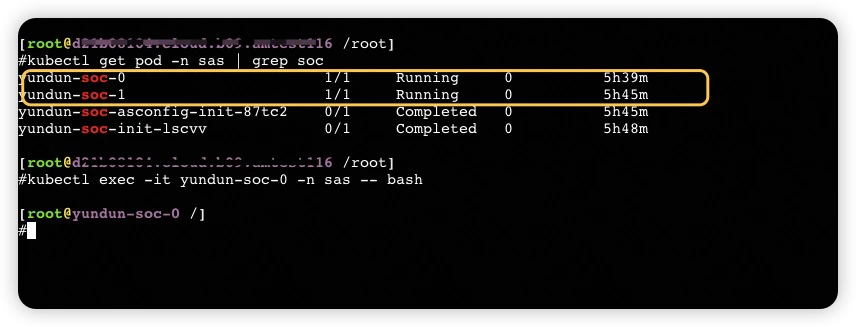 /root]
#kubectl get pod -n sas | grep soc
yundun-soc-0 1/1 Running 0 5h39m
yundun-soc-1 1/1 Running 0 5h45m
yundun-soc-asconfig-init-87tc2 0/1 Completed 0 5h45m
yundun-soc-init-lscvv 0/1 Completed 0 5h48m
[root@ /root]
#kubectl exec -it yundun-soc-0 -n sas -- bash
[root@yundun-soc-0 /]
#